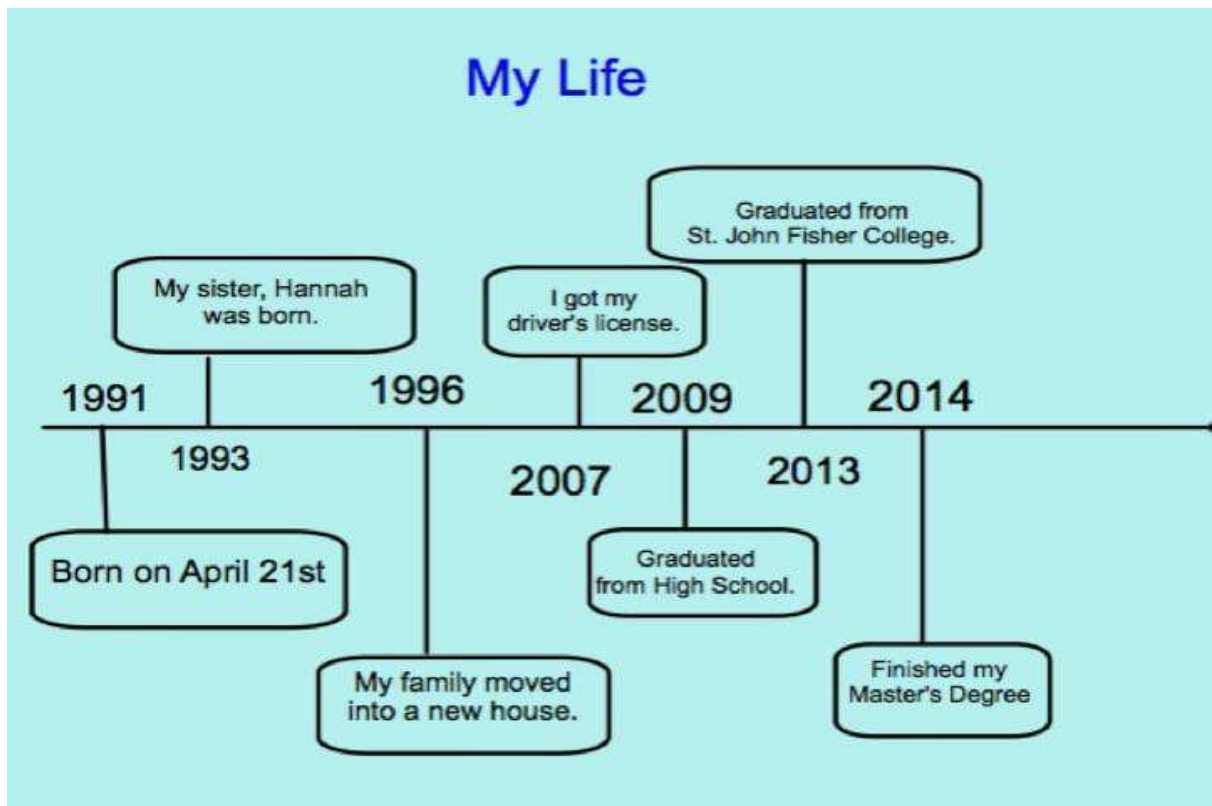 My Life
1991
Born on April 21st
My sister, Hannah
was born.
1993
1996
My family moved
into a new house.
I got my
driver's license.
2007
2009
Graduated
from High School.
Graduated from
St. John Fisher College.
2013
2014
Finished my
Master's Degree